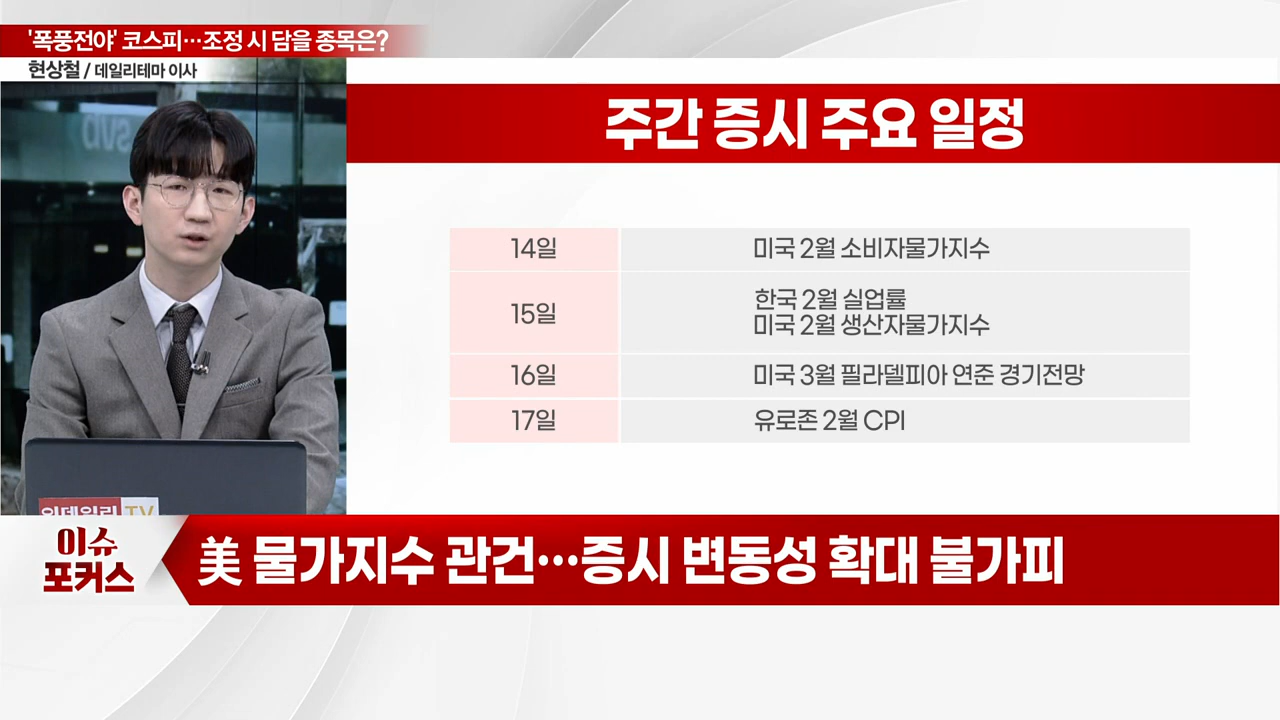 '폭풍전야' 코스피…조정 시 담을 종목은?
현상철 / 데일리테마 이사
주간 증시 주요 일정
14일
미국 2월 소비자물가지수
15일
한국 2월 실업률
미국 2월 생산자물가지수
16일
미국 3월 필라델피아 연준 경기전망
17일
유로존 2월 CPI
이데일리 TV
이슈
포커스
美 물가지수 관건…증시 변동성 확대 불가피